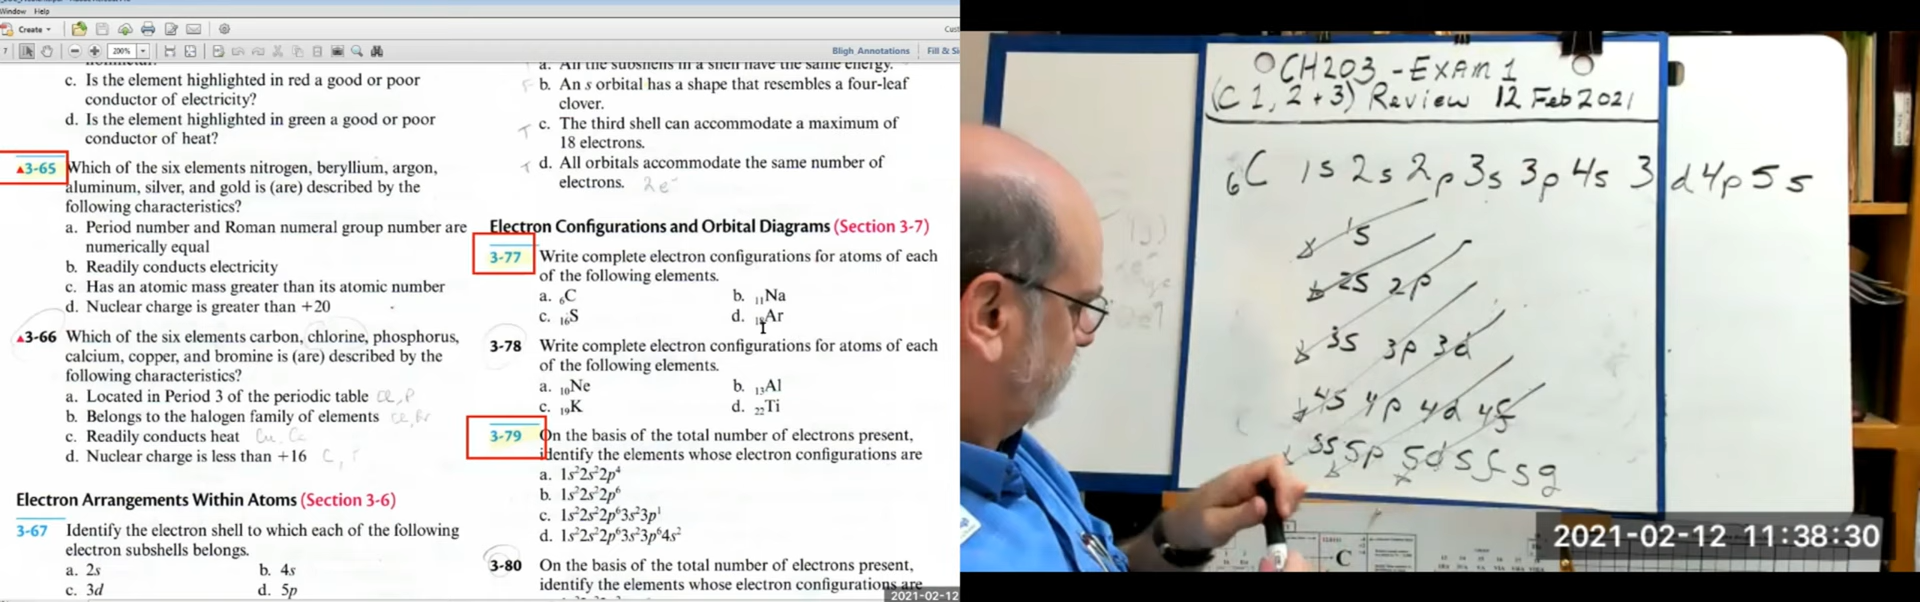 Window Help
Create
7
200%
Bligh Annotations
c. Is the element highlighted in red a good or poor
conductor of electricity?
d. Is the element highlighted in green a good or poor
conductor of heat?
▲3-65 Which of the six elements nitrogen, beryllium, argon,
aluminum, silver, and gold is (are) described by the
following characteristics?
a. Period number and Roman numeral group number are
numerically equal
b. Readily conducts electricity
c. Has an atomic mass greater than its atomic number
d. Nuclear charge is greater than +20
▲3-66 Which of the six elements carbon, chlorine, phosphorus,
calcium, copper, and bromine is (are) described by the
following characteristics?
a. Located in Period 3 of the periodic table Cl, P
b. Belongs to the halogen family of elements Cl, Br
c. Readily conducts heat
d. Nuclear charge is less than +16
Electron Arrangements Within Atoms (Section 3-6)
3-67 Identify the electron shell to which each of the following
electron subshells belongs.
a. 2s b. 4s
c. 3d d. 5p
a. All the subshells in a shell have the same energy.
F b. An s orbital has a shape that resembles a four-leaf
clover.
T c. The third shell can accommodate a maximum of
18 electrons.
T d. All orbitals accommodate the same number of
electrons. 2e⁻
Electron Configurations and Orbital Diagrams (Section 3-7)
3-77 Write complete electron configurations for atoms of each
of the following elements.
a. ₆C b. ₁₁Na
c. ₁₆S d. ₁₈Ar
3-78 Write complete electron configurations for atoms of each
of the following elements.
a. ₁₀Ne b. ₁₃Al
c. ₁₉K d. ₂₂Ti
3-79 On the basis of the total number of electrons present,
identify the elements whose electron configurations are
a. 1s²2s²2p⁴
b. 1s²2s²2p⁶
c. 1s²2s²2p⁶3s²3p¹
d. 1s²2s²2p⁶3s²3p⁶4s²
3-80 On the basis of the total number of electrons present,
identify the elements whose electron configurations are
2021-02-12
CH203 - EXAM 1
(C 1, 2 + 3) Review 12 Feb 2021
₆C 1s 2s 2p 3s 3p 4s 3d 4p 5s
1s
2s 2p
3s 3p 3d
4s 4p 4d 4f
5s 5p 5d 5f 5g
C
2021-02-12 11:38:30